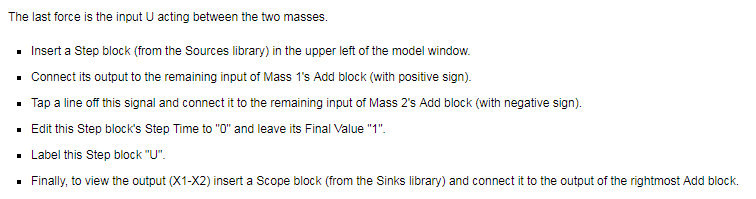 The last force is the input U acting between the two masses.
▪ Insert a Step block (from the Sources library) in the upper left of the model window.
▪ Connect its output to the remaining input of Mass 1's Add block (with positive sign).
▪ Tap a line off this signal and connect it to the remaining input of Mass 2's Add block (with negative sign).
▪ Edit this Step block's Step Time to "0" and leave its Final Value "1".
▪ Label this Step block "U".
▪ Finally, to view the output (X1-X2) insert a Scope block (from the Sinks library) and connect it to the output of the rightmost Add block.